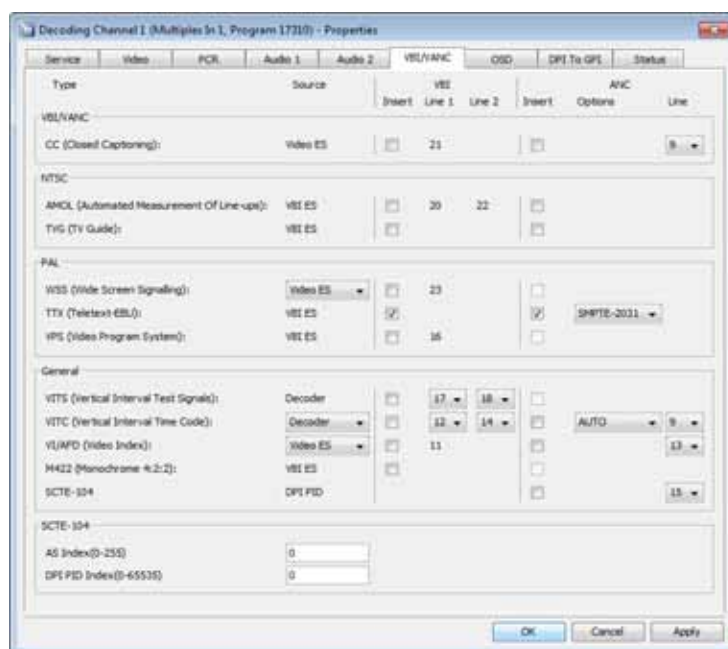 Decoding Channel 1 (Multiplex In 1, Program 17310) - Properties
Service Video PCR Audio 1 Audio 2 VBI/VANC OSD DPI To GPI Status
Type Source VBI ANC
Insert Line 1 Line 2 Insert Options Line
VBI/VANC
CC (Closed Captioning): Video ES 21 9
NTSC
AMOL (Automated Measurement Of Line-ups): VBI ES 20 22
TVG (TV Guide): VBI ES
PAL
WSS (Wide Screen Signalling): Video ES 23
TTX (Teletext-EBU): VBI ES SMPTE-2031
VPS (Video Program System): VBI ES 16
General
VITS (Vertical Interval Test Signals): Decoder 17 18
VITC (Vertical Interval Time Code): Decoder 12 14 AUTO 9
VI/AFD (Video Index): Video ES 11 13
M422 (Monochrome 4:2:2): VBI ES
SCTE-104 DPI PID 15
SCTE-104
AS Index(0-255) 0
DPI PID Index(0-65535) 0
OK Cancel Apply